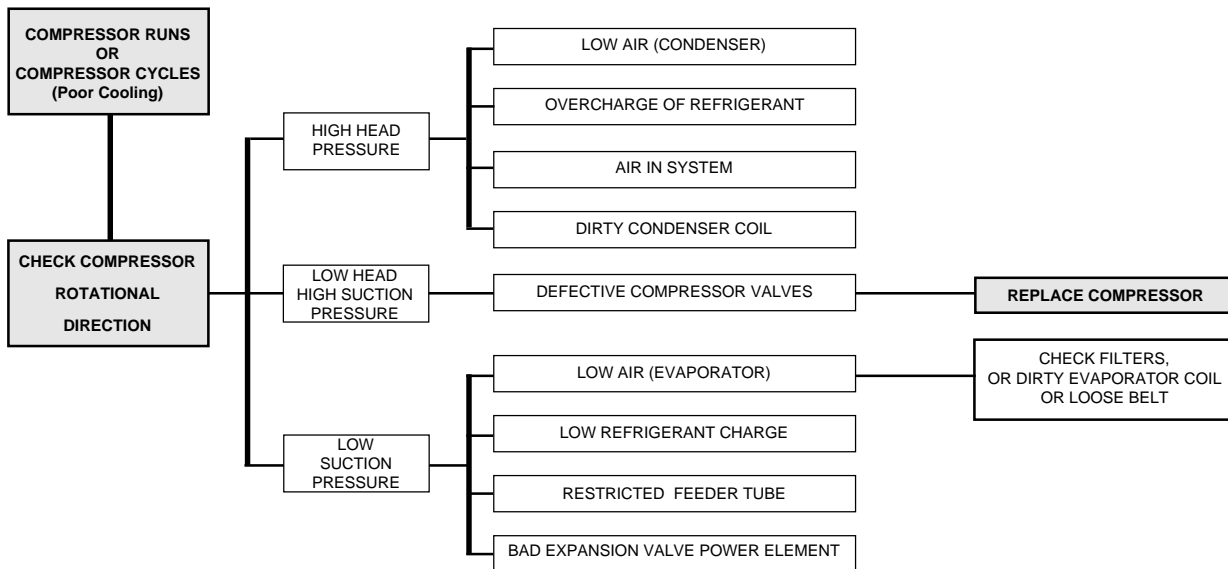 COMPRESSOR RUNS
OR
COMPRESSOR CYCLES
(Poor Cooling)
CHECK COMPRESSOR
ROTATIONAL
DIRECTION
HIGH HEAD
PRESSURE
LOW AIR (CONDENSER)
OVERCHARGE OF REFRIGERANT
AIR IN SYSTEM
DIRTY CONDENSER COIL
LOW HEAD
HIGH SUCTION
PRESSURE
DEFECTIVE COMPRESSOR VALVES
REPLACE COMPRESSOR
LOW
SUCTION
PRESSURE
LOW AIR (EVAPORATOR)
CHECK FILTERS,
OR DIRTY EVAPORATOR COIL
OR LOOSE BELT
LOW REFRIGERANT CHARGE
RESTRICTED FEEDER TUBE
BAD EXPANSION VALVE POWER ELEMENT